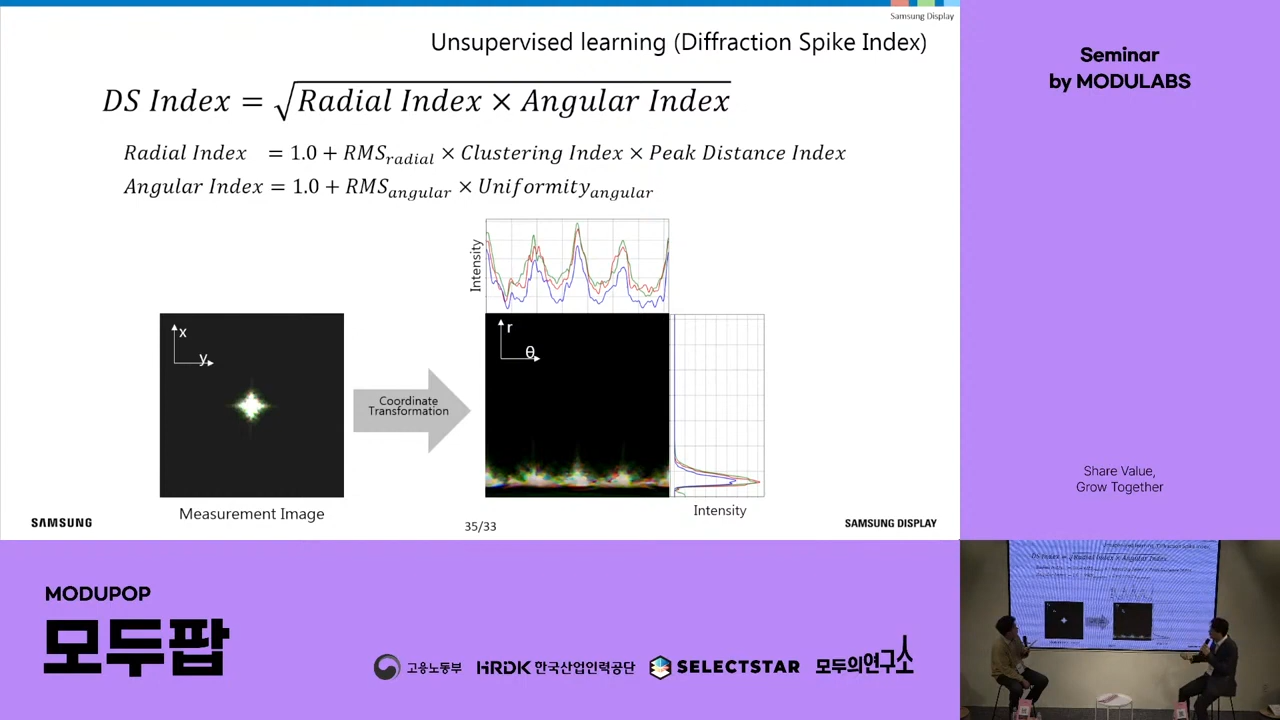 Samsung Display
Unsupervised learning (Diffraction Spike Index)
DS Index = √Radial Index × Angular Index
Radial Index = 1.0 + RMSradial × Clustering Index × Peak Distance Index
Angular Index = 1.0 + RMSangular × Uniformityangular
Intensity
x
y
Coordinate
Transformation
r
θ
Measurement Image
Intensity
SAMSUNG
35/33
SAMSUNG DISPLAY
Seminar
by MODULABS
Share Value,
Grow Together
MODUPOP
모두팝
고용노동부
HRDK 한국산업인력공단
SELECTSTAR
모두의연구소